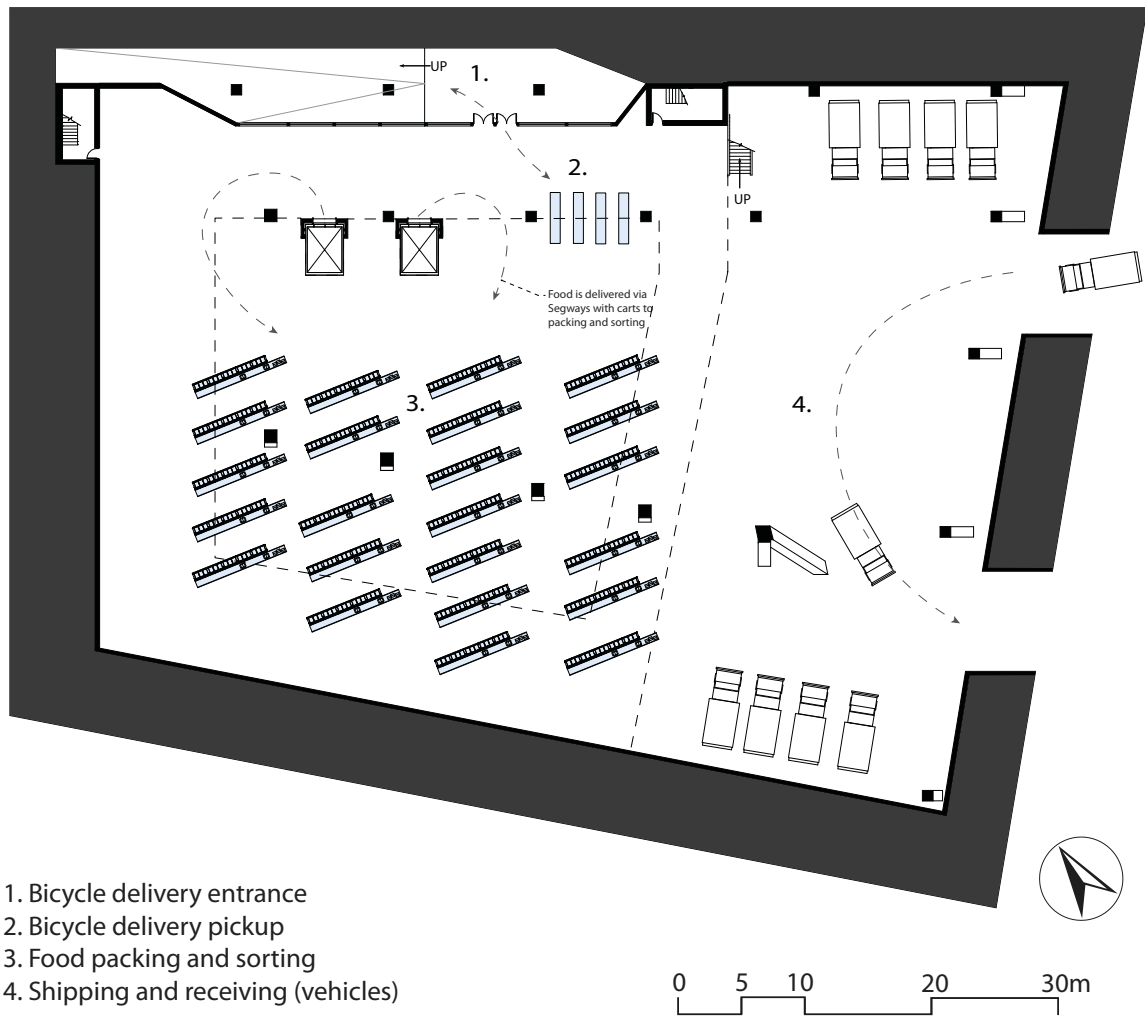 UP
1.
2.
UP
Food is delivered via
Segways with carts to
packing and sorting
3.
4.
1. Bicycle delivery entrance
2. Bicycle delivery pickup
3. Food packing and sorting
4. Shipping and receiving (vehicles)
0 5 10 20 30m